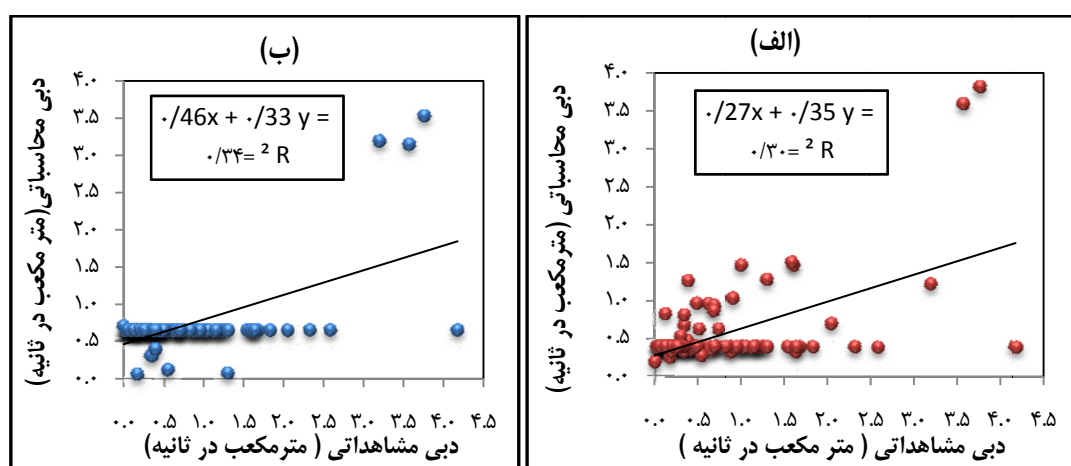 (الف)
۰/27x + ۰/35 y =
۰/۳۰= ² R
دبی محاسباتی (مترمکعب در ثانیه)
۴.۰
۳.۵
۳.۰
۲.۵
۲.۰
۱.۵
۱.۰
۰.۵
۰.۰
۰.۰ ۰.۵ ۱.۰ ۱.۵ ۲.۰ ۲.۵ ۳.۰ ۳.۵ ۴.۰ ۴.۵
دبی مشاهداتی ( متر مکعب در ثانیه )
(ب)
۰/46x + ۰/33 y =
۰/۳۴= ² R
دبی محاسباتی(متر مکعب در ثانیه)
۴.۰
۳.۵
۳.۰
۲.۵
۲.۰
۱.۵
۱.۰
۰.۵
۰.۰
۰.۰ ۰.۵ ۱.۰ ۱.۵ ۲.۰ ۲.۵ ۳.۰ ۳.۵ ۴.۰ ۴.۵
دبی مشاهداتی ( مترمکعب در ثانیه)